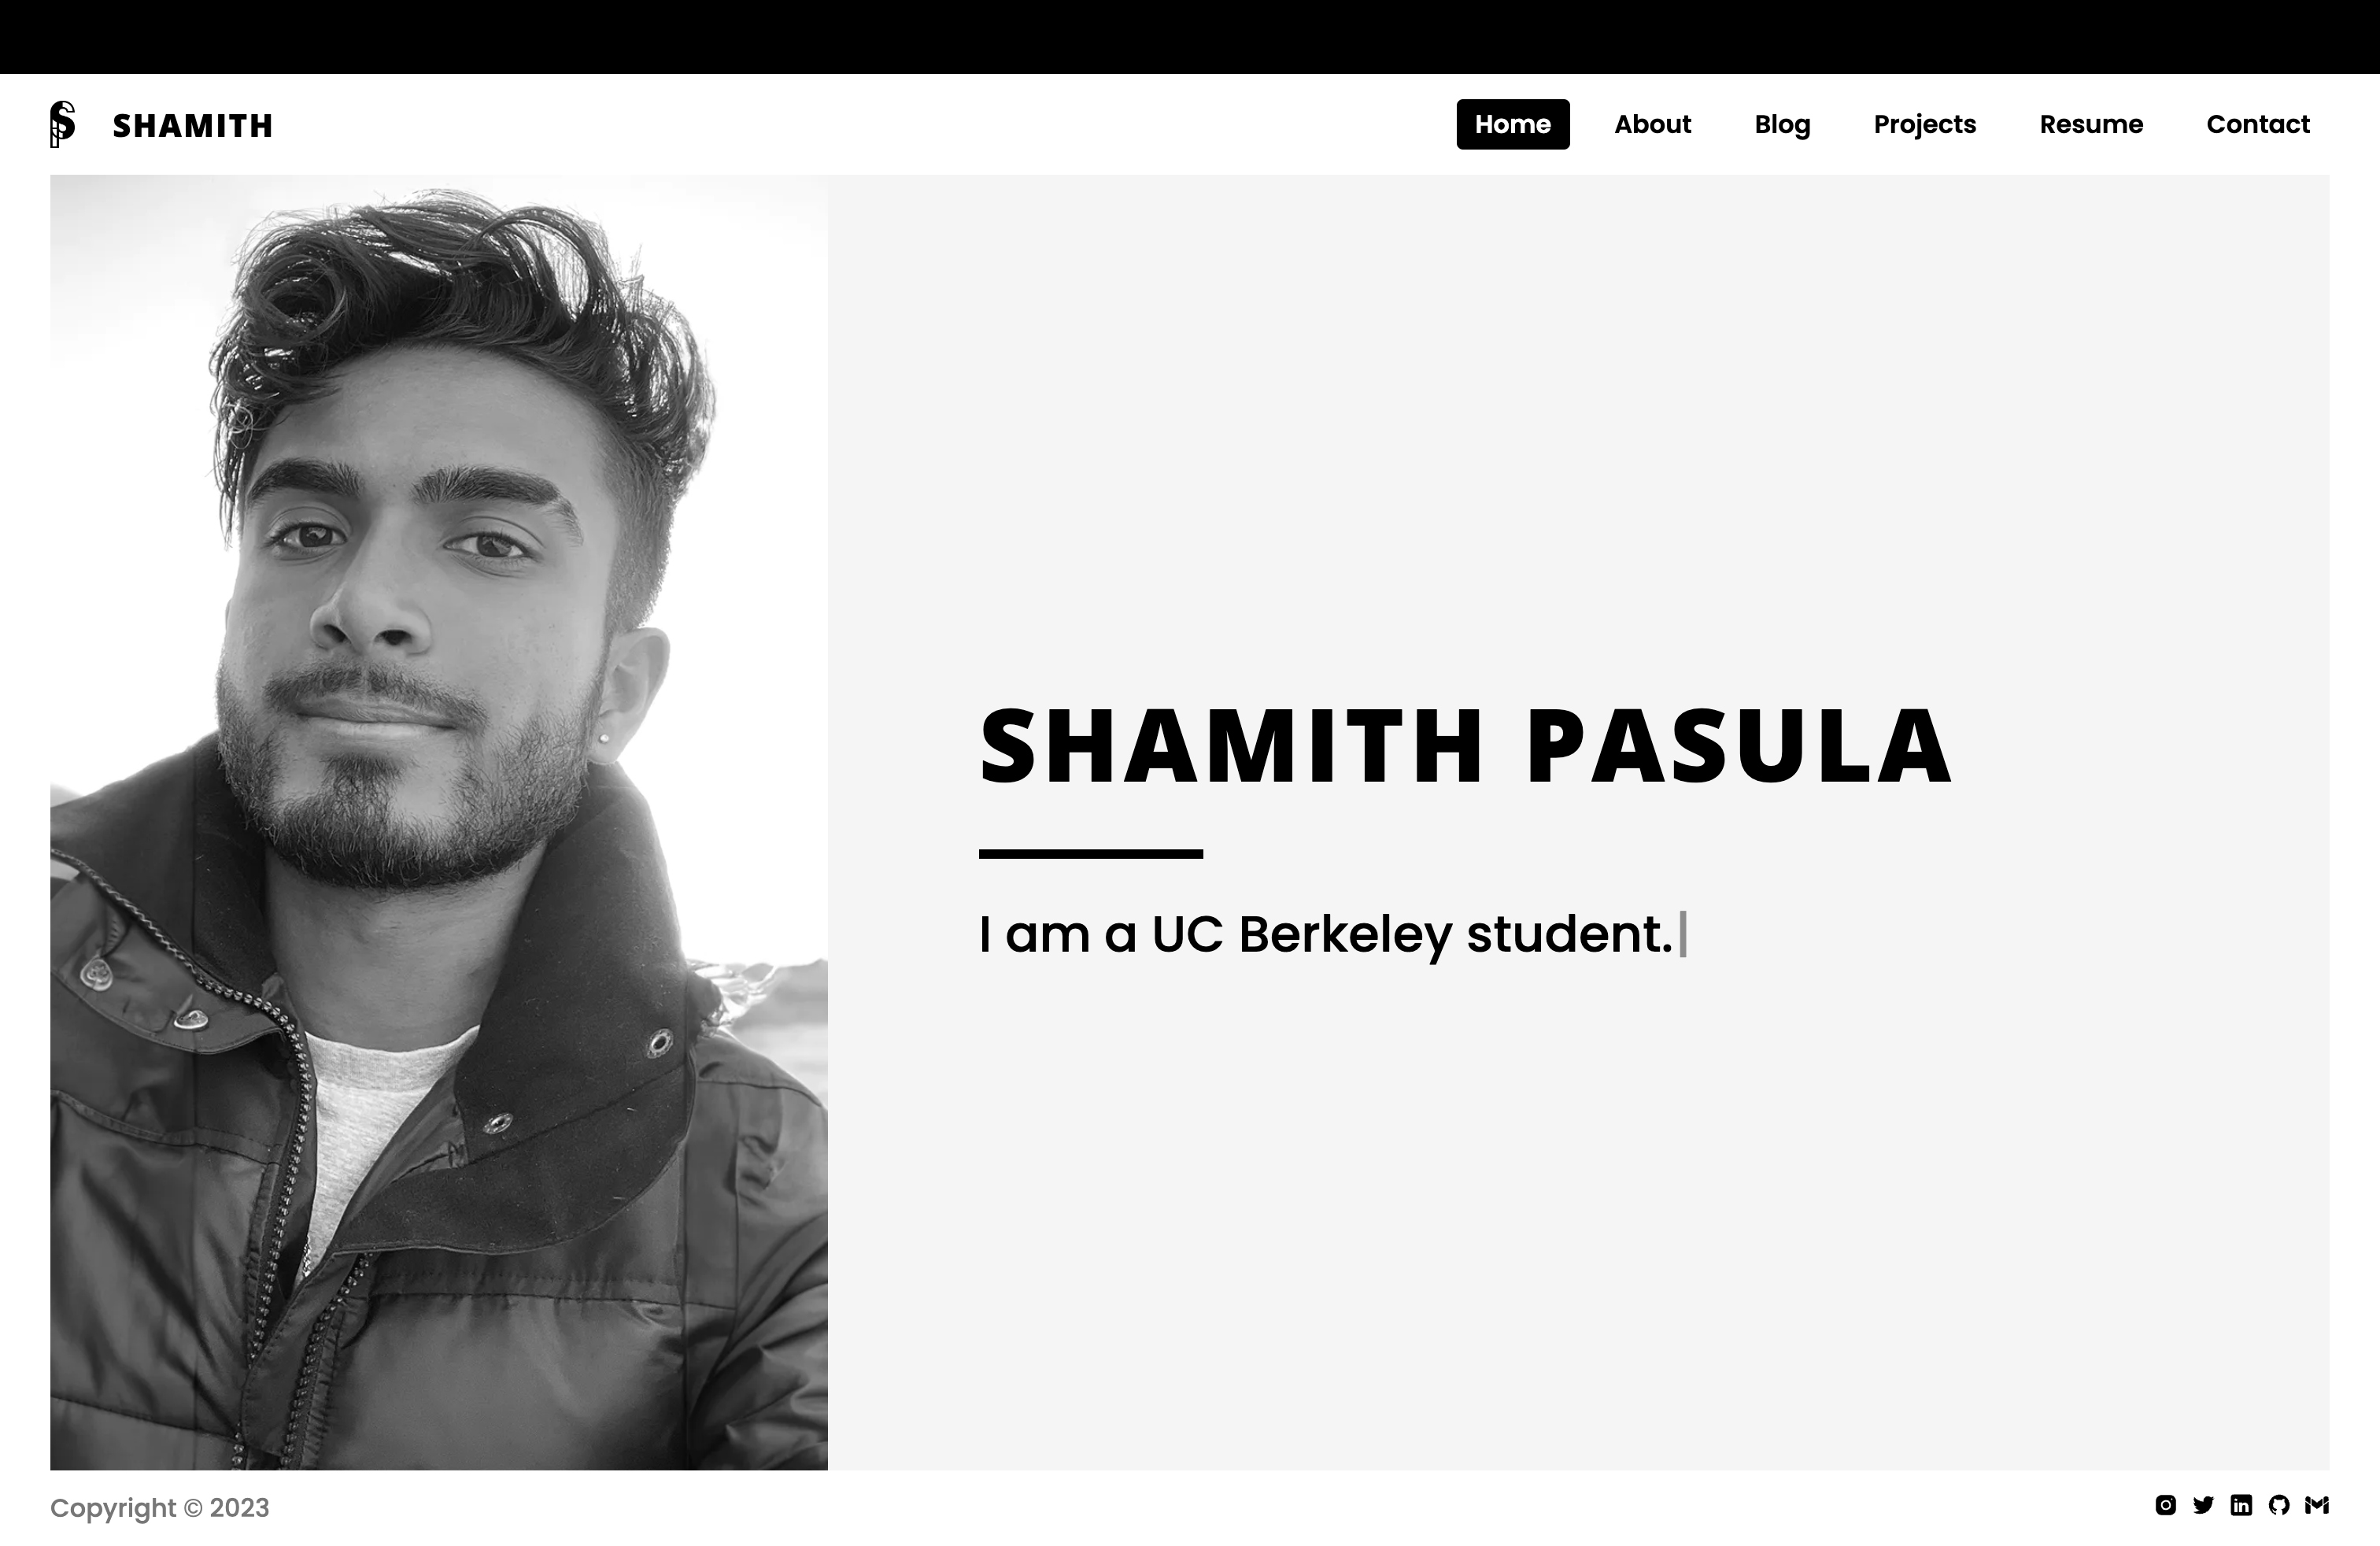 SHAMITH
Home About Blog Projects Resume Contact
SHAMITH PASULA
I am a UC Berkeley student.
Copyright © 2023